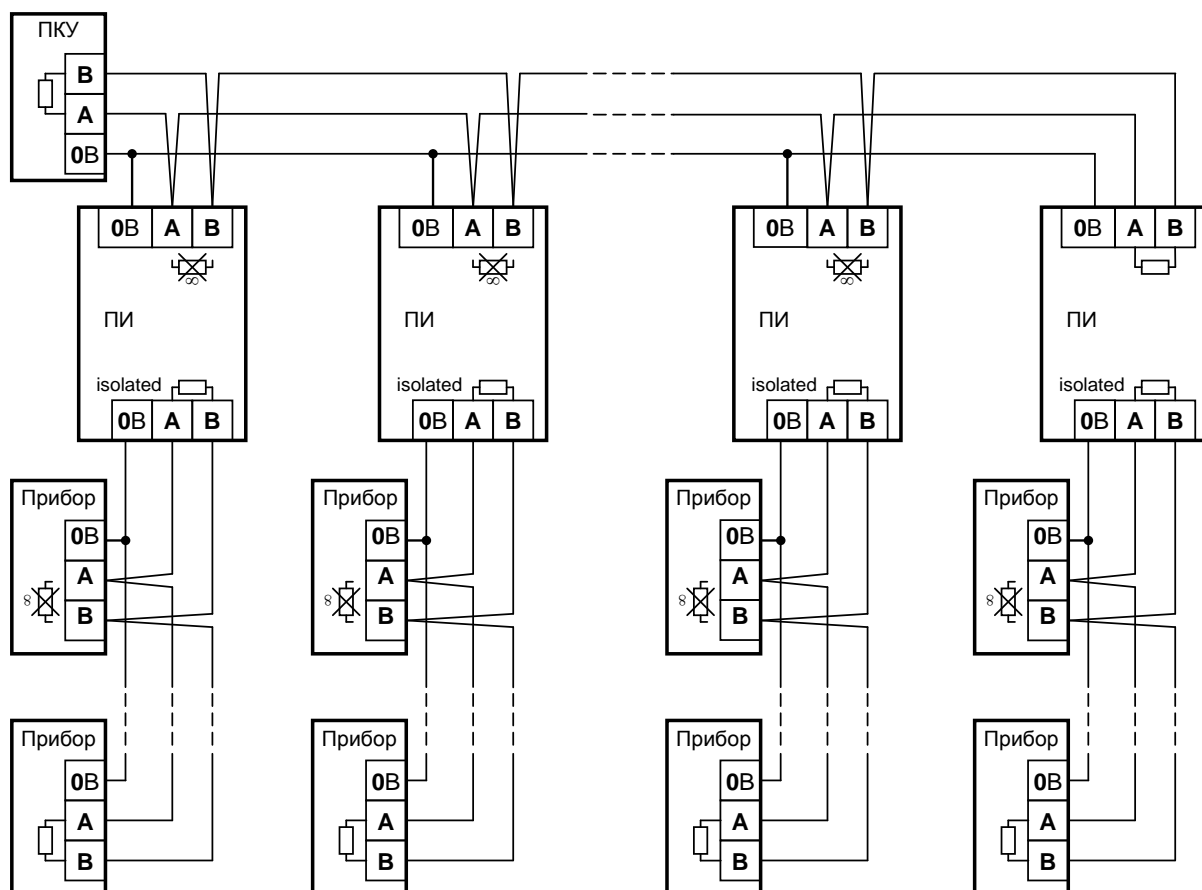 ПКУ
B
A
0В
0В A B
0В A B
0В A B
0В A B
∞
∞
∞
ПИ
ПИ
ПИ
ПИ
isolated
isolated
isolated
isolated
0В A B
0В A B
0В A B
0В A B
Прибор
Прибор
Прибор
Прибор
0В
0В
0В
0В
A
A
A
A
∞
∞
∞
∞
B
B
B
B
Прибор
Прибор
Прибор
Прибор
0В
0В
0В
0В
A
A
A
A
B
B
B
B